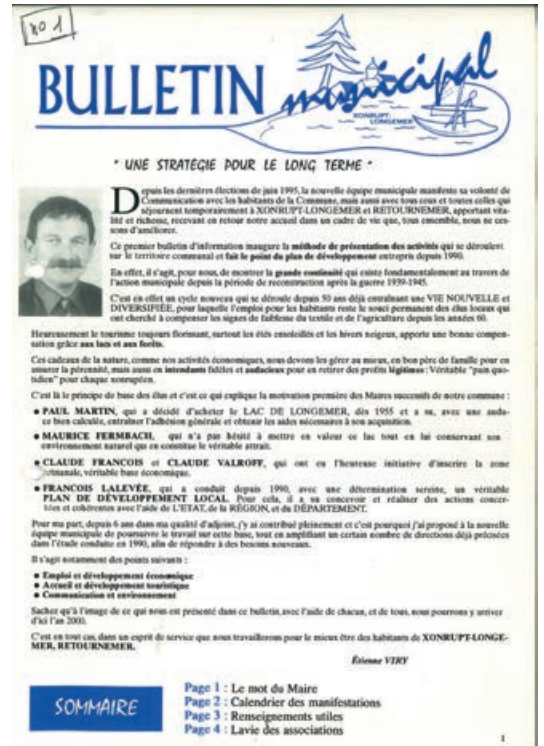 no 1
BULLETIN municipal
XONRUPT-
LONGEMER
" UNE STRATÉGIE POUR LE LONG TERME "
Depuis les dernières élections de juin 1995, la nouvelle équipe municipale manifeste sa volonté de
Communication avec les habitants de la Commune, mais aussi avec tous ceux et toutes celles qui
séjournent temporairement à XONRUPT-LONGEMER et RETOURNEMER, apportant vita-
lité et richesse, recevant en retour notre accueil dans un cadre de vie que, tous ensemble, nous ne ces-
sons d'améliorer.
Ce premier bulletin d'information inaugure la méthode de présentation des activités qui se déroulent
sur le territoire communal et fait le point du plan de développement entrepris depuis 1990.
En effet, il s'agit, pour nous, de montrer la grande continuité qui existe fondamentalement au travers de
l'action municipale depuis la période de reconstruction après la guerre 1939-1945.
C'est en effet un cycle nouveau qui se déroule depuis 50 ans déjà entraînant une VIE NOUVELLE et
DIVERSIFIÉE, pour laquelle l'emploi pour les habitants reste le souci permanent des élus locaux qui
ont cherché à compenser les signes de faiblesse du textile et de l'agriculture depuis les années 60.
Heureusement le tourisme toujours florissant, surtout les étés ensoleillés et les hivers neigeux, apporte une bonne compen-
sation grâce aux lacs et aux forêts.
Ces cadeaux de la nature, comme nos activités économiques, nous devons les gérer au mieux, en bon père de famille pour en
assurer la pérennité, mais aussi en intendants fidèles et audacieux pour en retirer des profits légitimes : Véritable "pain quo-
tidien" pour chaque xonrupéen.
C'est là le principe de base des élus et c'est ce qui explique la motivation première des Maires successifs de notre commune :
● PAUL MARTIN, qui a décidé d'acheter le LAC DE LONGEMER, dès 1955 et a su, avec une auda-
ce bien calculée, entraîner l'adhésion générale et obtenir les aides nécessaires à son acquisition.
● MAURICE FERMBACH, qui n'a pas hésité à mettre en valeur ce lac tout en lui conservant son
environnement naturel qui en constitue le véritable attrait.
● CLAUDE FRANCOIS et CLAUDE VALROFF, qui ont eu l'heureuse initiative d'inscrire la zone
artisanale, véritable base économique.
● FRANCOIS LALEVÉE, qui a conduit depuis 1990, avec une détermination sereine, un véritable
PLAN DE DÉVELOPPEMENT LOCAL. Pour cela, il a su concevoir et réaliser des actions concer-
tées et cohérentes avec l'aide de L'ETAT, de la RÉGION, et du DÉPARTEMENT.
Pour ma part, depuis 6 ans dans ma qualité d'adjoint, j'y ai contribué pleinement et c'est pourquoi j'ai proposé à la nouvelle
équipe municipale de poursuivre le travail sur cette base, tout en amplifiant un certain nombre de directions déjà précisées
dans l'étude conduite en 1990, afin de répondre à des besoins nouveaux.
Il s'agit notamment des points suivants :
● Emploi et développement économique
● Accueil et développement touristique
● Communication et environnement
Sachez qu'à l'image de ce qui nous est présenté dans ce bulletin, avec l'aide de chacun, et de tous, nous pourrons y arriver
d'ici l'an 2000.
C'est en tout cas, dans un esprit de service que nous travaillerons pour le mieux être des habitants de XONRUPT-LONGE-
MER, RETOURNEMER.
Étienne VIRY
SOMMAIRE
Page 1 : Le mot du Maire
Page 2 : Calendrier des manifestations
Page 3 : Renseignements utiles
Page 4 : Lavie des associations
1